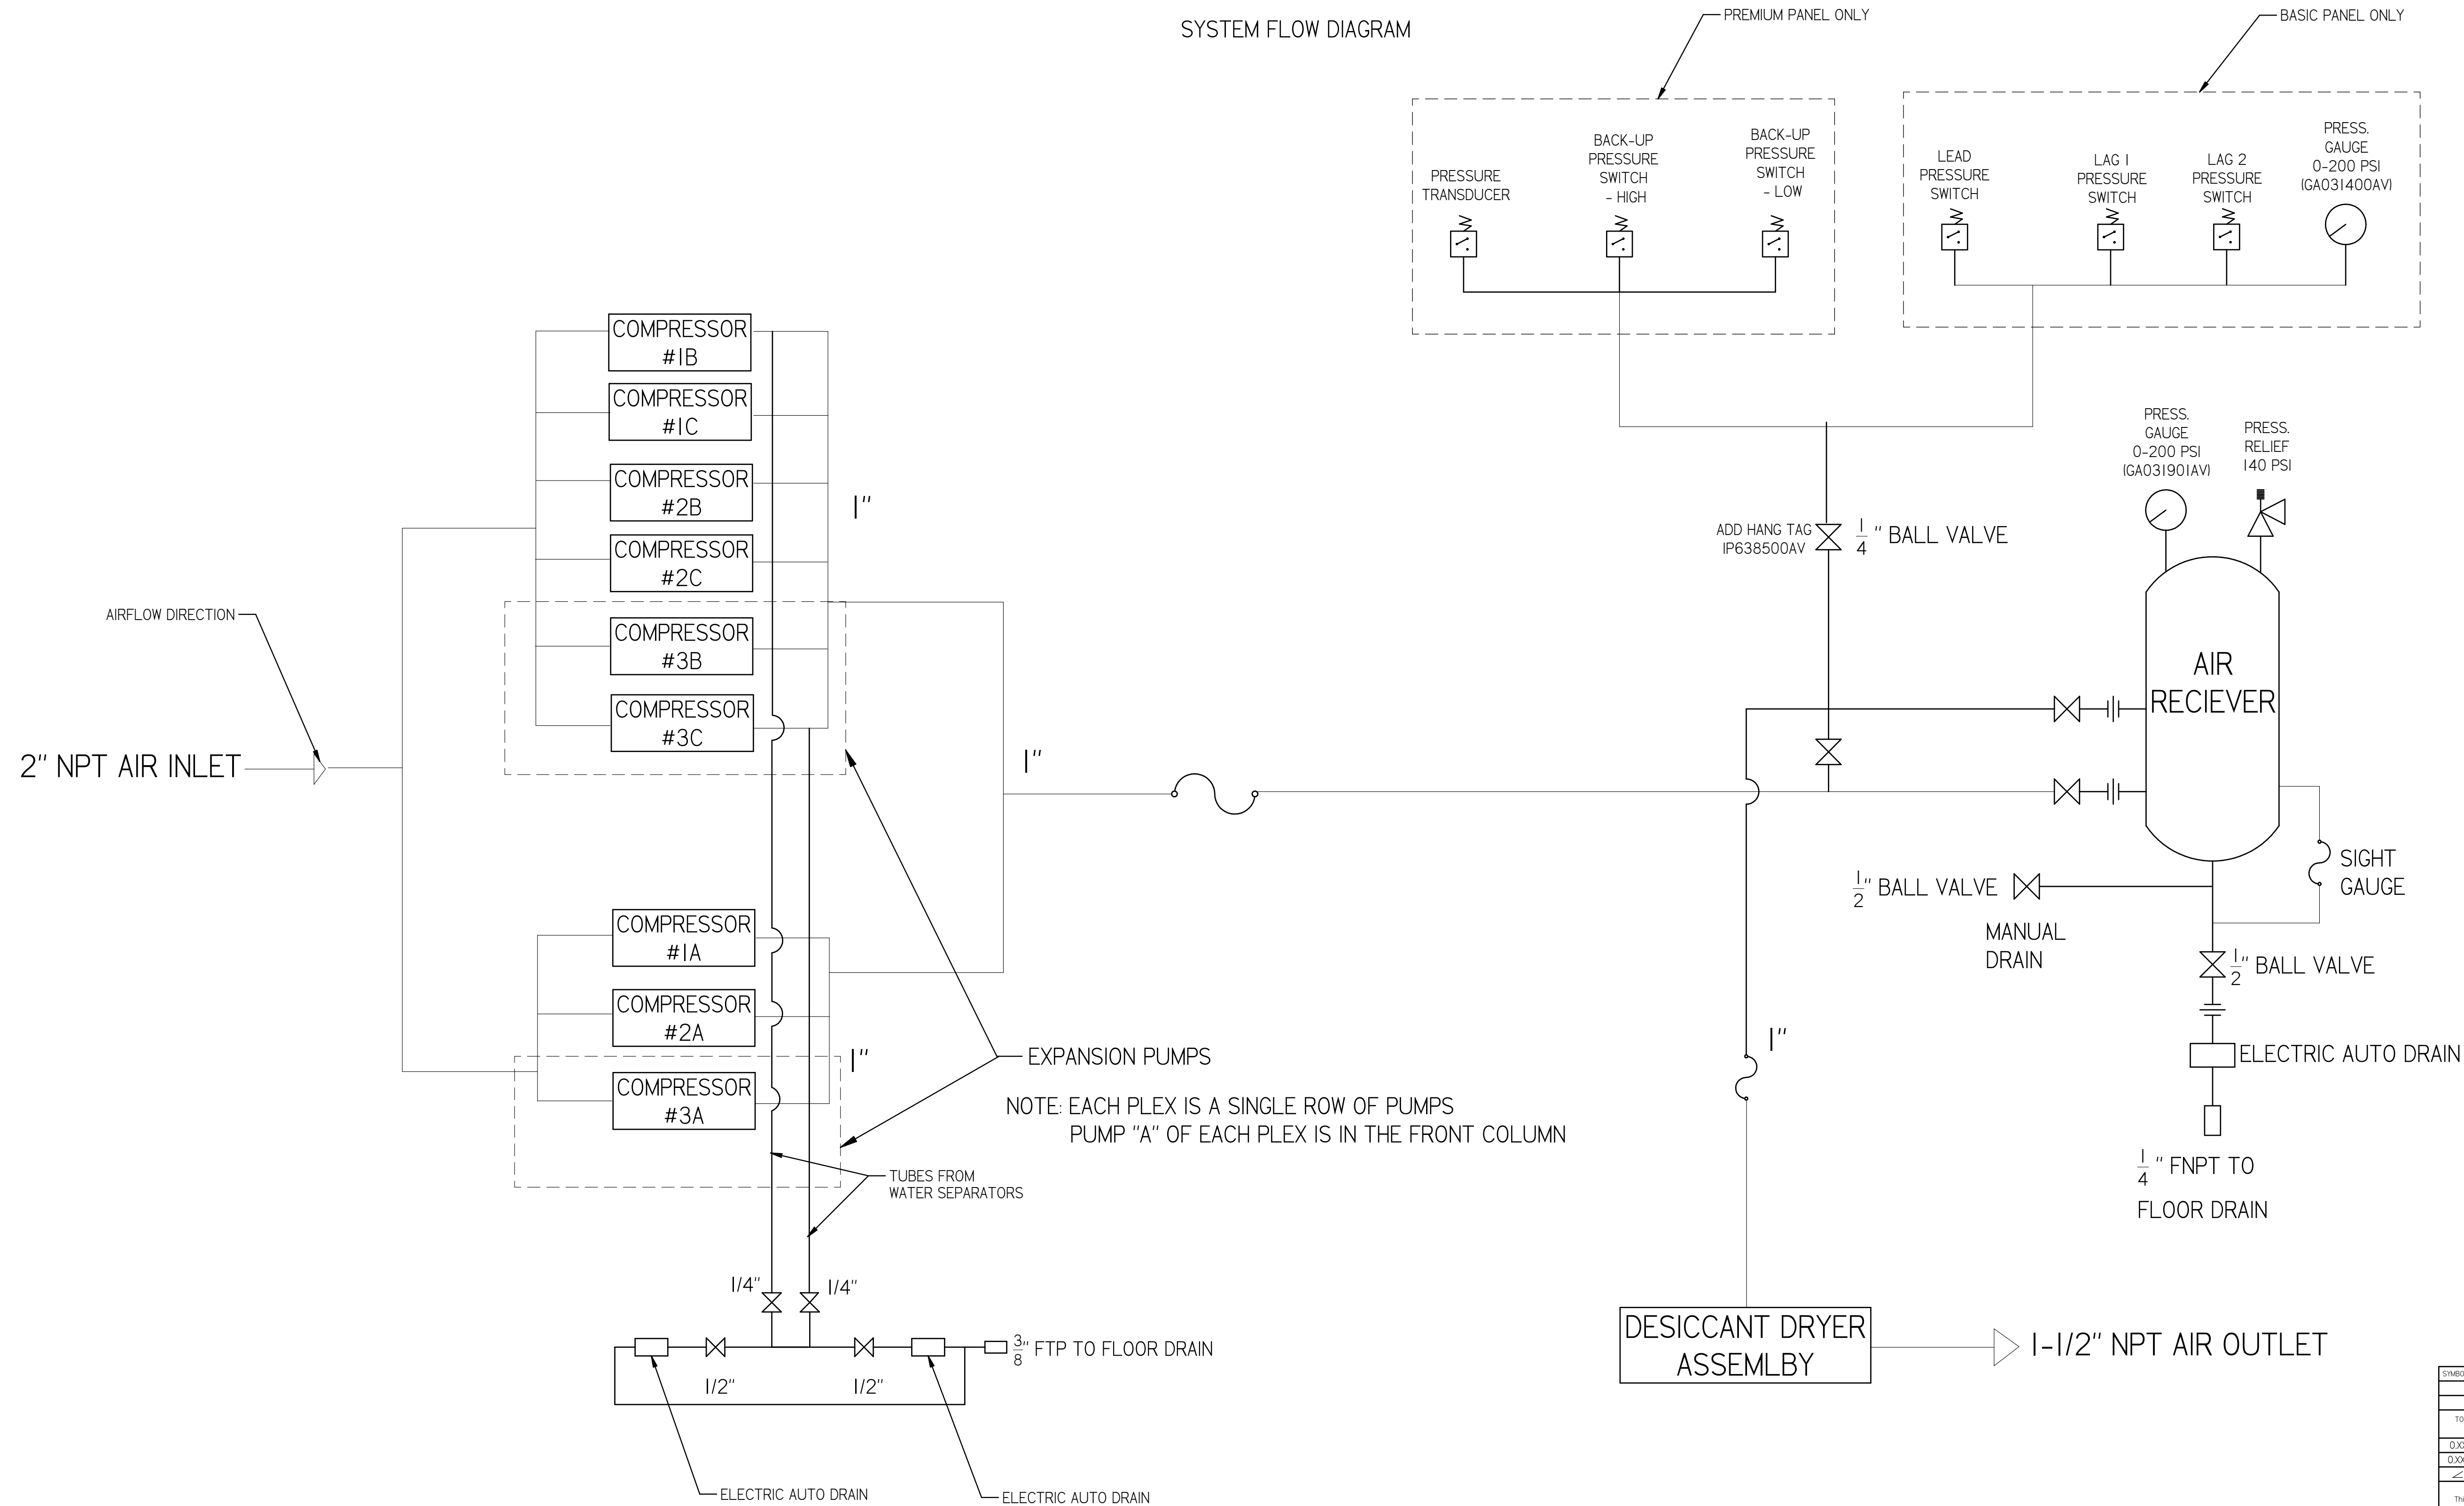 SYSTEM FLOW DIAGRAM
PREMIUM PANEL ONLY
BASIC PANEL ONLY
PRESSURE
TRANSDUCER
BACK-UP
PRESSURE
SWITCH
- HIGH
BACK-UP
PRESSURE
SWITCH
- LOW
LEAD
PRESSURE
SWITCH
LAG 1
PRESSURE
SWITCH
LAG 2
PRESSURE
SWITCH
PRESS.
GAUGE
0-200 PSI
(GA031400AV)
COMPRESSOR
#1B
COMPRESSOR
#1C
COMPRESSOR
#2B
COMPRESSOR
#2C
COMPRESSOR
#3B
COMPRESSOR
#3C
1"
AIRFLOW DIRECTION
2" NPT AIR INLET
1"
COMPRESSOR
#1A
COMPRESSOR
#2A
COMPRESSOR
#3A
1"
EXPANSION PUMPS
NOTE: EACH PLEX IS A SINGLE ROW OF PUMPS
PUMP "A" OF EACH PLEX IS IN THE FRONT COLUMN
TUBES FROM
WATER SEPARATORS
1/4"
1/4"
3/8" FTP TO FLOOR DRAIN
1/2"
1/2"
ELECTRIC AUTO DRAIN
ELECTRIC AUTO DRAIN
ADD HANG TAG
IP638500AV
1/4 " BALL VALVE
PRESS.
GAUGE
0-200 PSI
(GA031901AV)
PRESS.
RELIEF
140 PSI
AIR
RECIEVER
SIGHT
GAUGE
1/2" BALL VALVE
MANUAL
DRAIN
1/2" BALL VALVE
ELECTRIC AUTO DRAIN
1/4 " FNPT TO
FLOOR DRAIN
1"
DESICCANT DRYER
ASSEMLBY
1-1/2" NPT AIR OUTLET